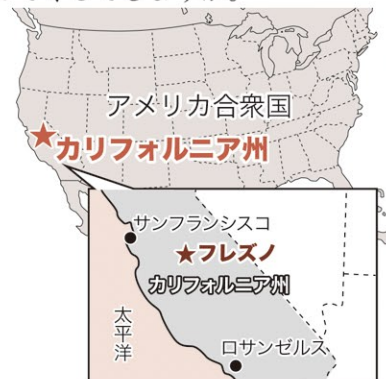 アメリカ合衆国
★カリフォルニア州
サンフランシスコ
★フレズノ
カリフォルニア州
太平洋
ロサンゼルス